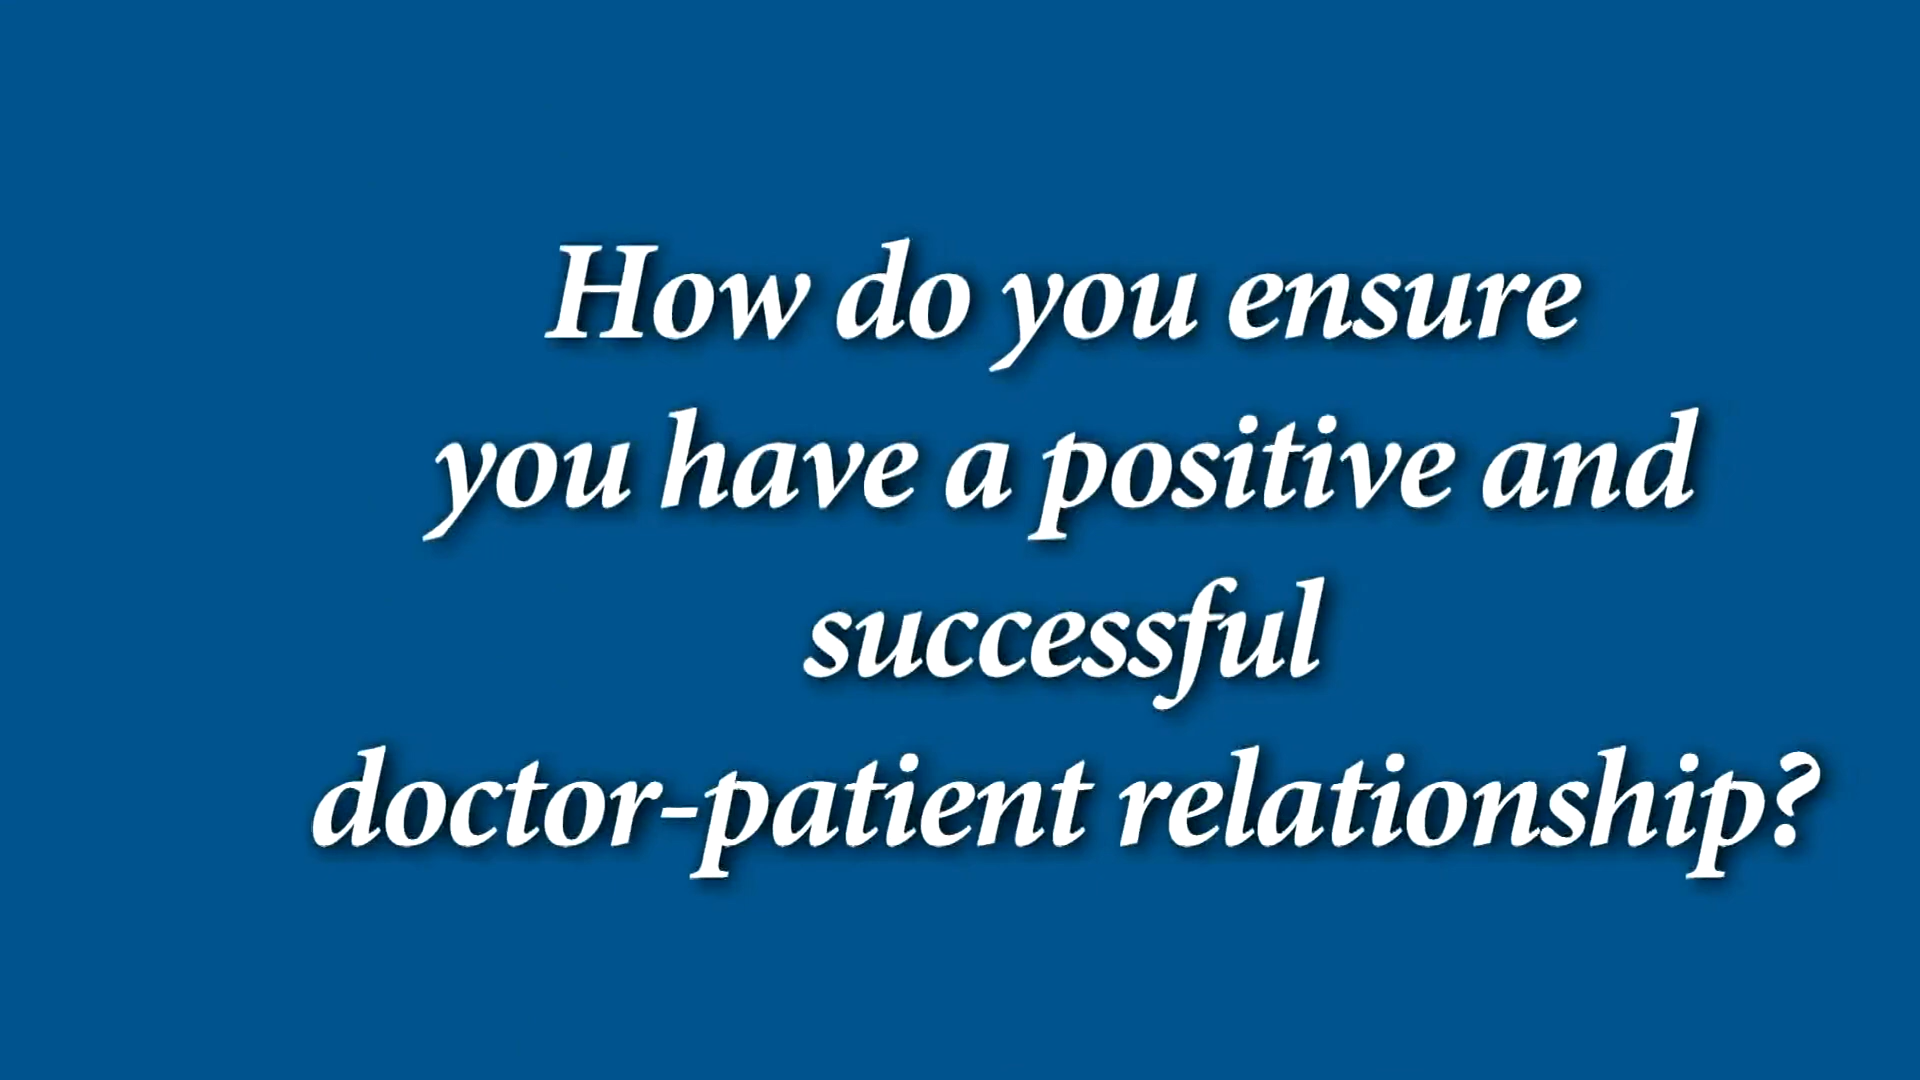 How do you ensure
you have a positive and
successful
doctor-patient relationship?